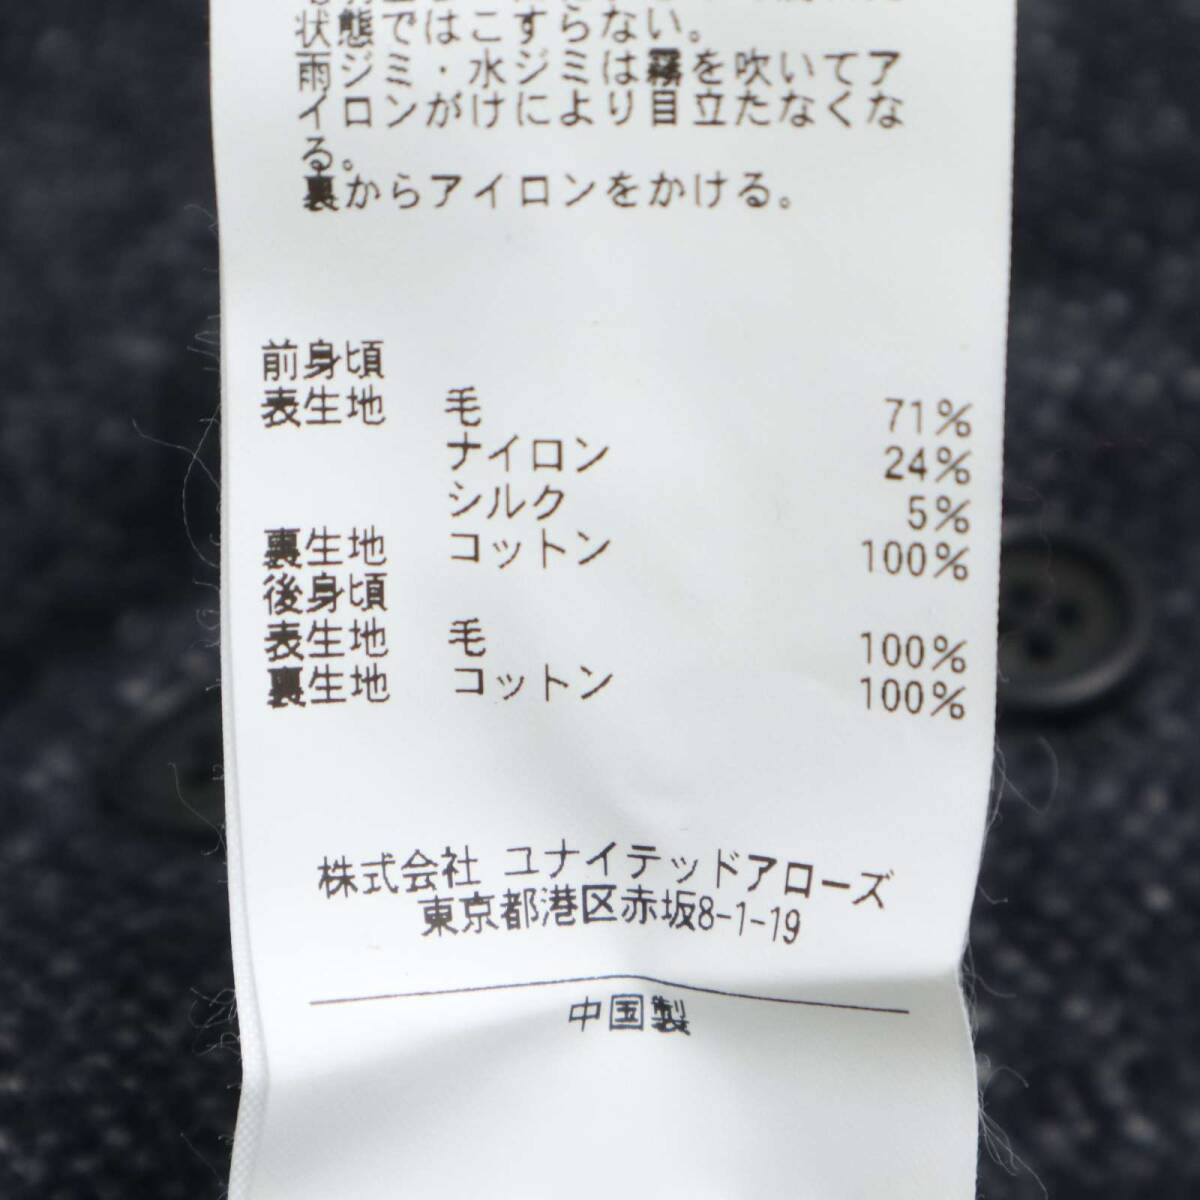 状態ではこすらない。
雨ジミ・水ジミは霧を吹いてア
イロンがけにより目立たなくな
る。
裏からアイロンをかける。
前身頃
表生地 毛 71%
ナイロン 24%
シルク 5%
裏生地 コットン 100%
後身頃
表生地 毛 100%
裏生地 コットン 100%
株式会社 ユナイテッドアローズ
東京都港区赤坂8-1-19
中国製